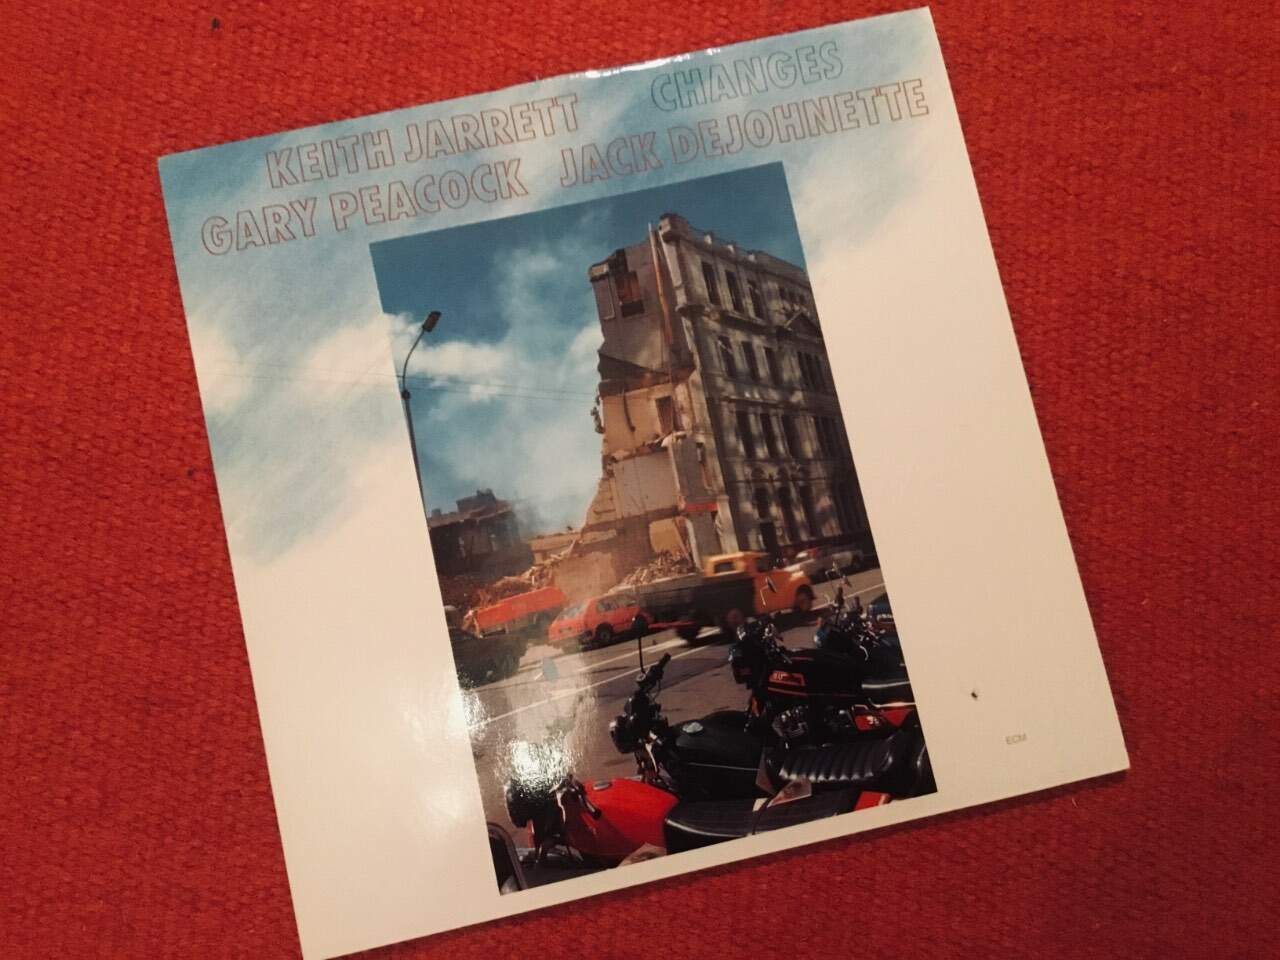 KEITH JARRETT CHANGES
GARY PEACOCK JACK DEJOHNETTE
ECM